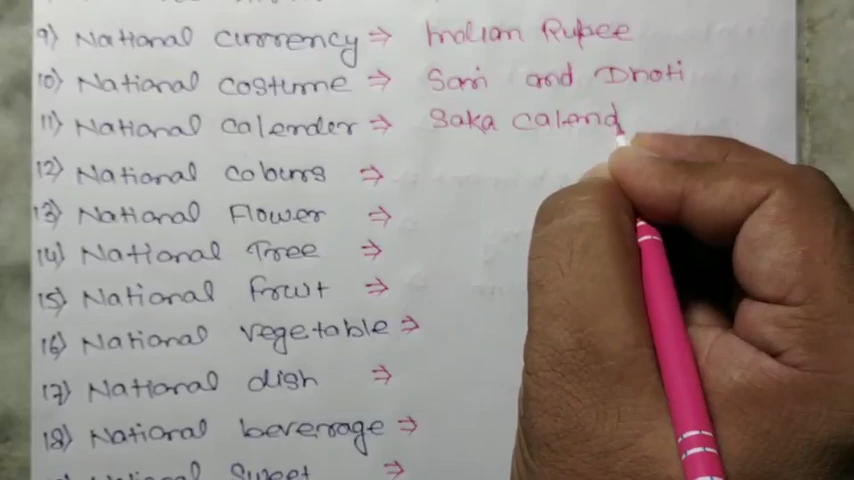 9) National currency ⇒ Indian Rupee
10) National costume ⇒ Sari and Dhoti
11) National calender ⇒ Saka calend
12) National colours ⇒
13) National Flower ⇒
14) National Tree ⇒
15) National fruit ⇒
16) National vegetable ⇒
17) National dish ⇒
18) National beverage ⇒
National Sweet ⇒